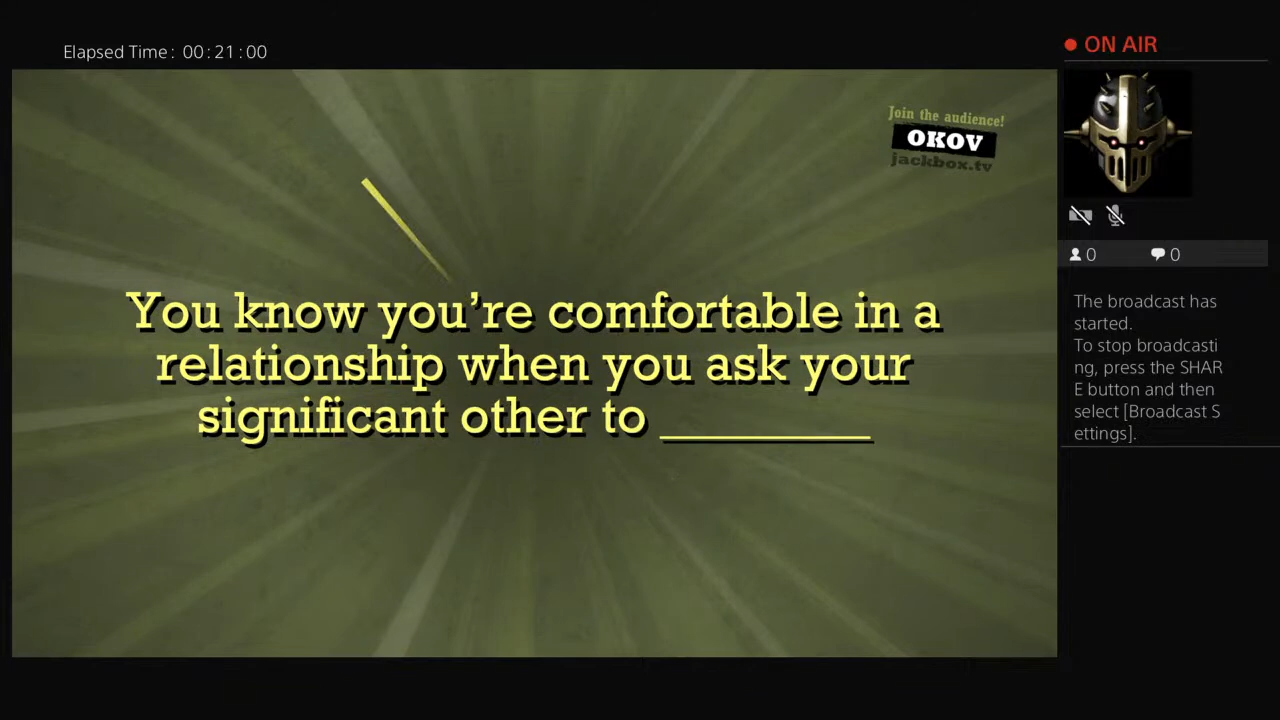 Elapsed Time: 00:21:00
ON AIR
Join the audience!
OKOV
jackbox.tv
You know you're comfortable in a
relationship when you ask your
significant other to __________
0
0
The broadcast has
started.
To stop broadcasti
ng, press the SHAR
E button and then
select [Broadcast S
ettings].